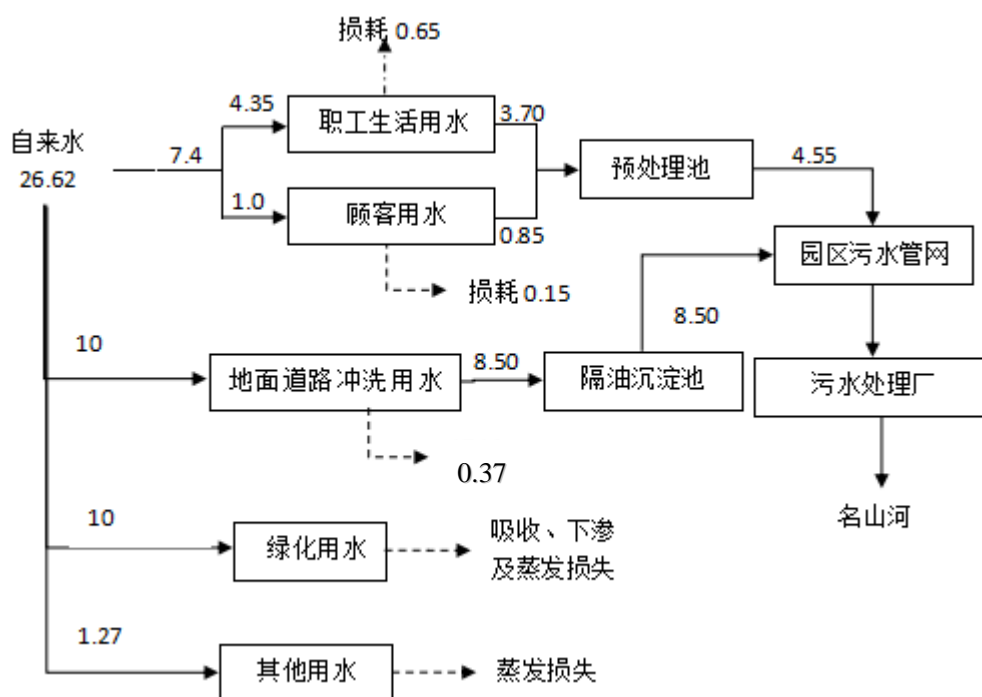 损耗 0.65
4.35
职工生活用水
3.70
自来水
26.62
7.4
预处理池
4.55
1.0
顾客用水
0.85
园区污水管网
损耗 0.15
8.50
10
地面道路冲洗用水
8.50
隔油沉淀池
污水处理厂
0.37
名山河
10
绿化用水
吸收、下渗
及蒸发损失
1.27
其他用水
蒸发损失